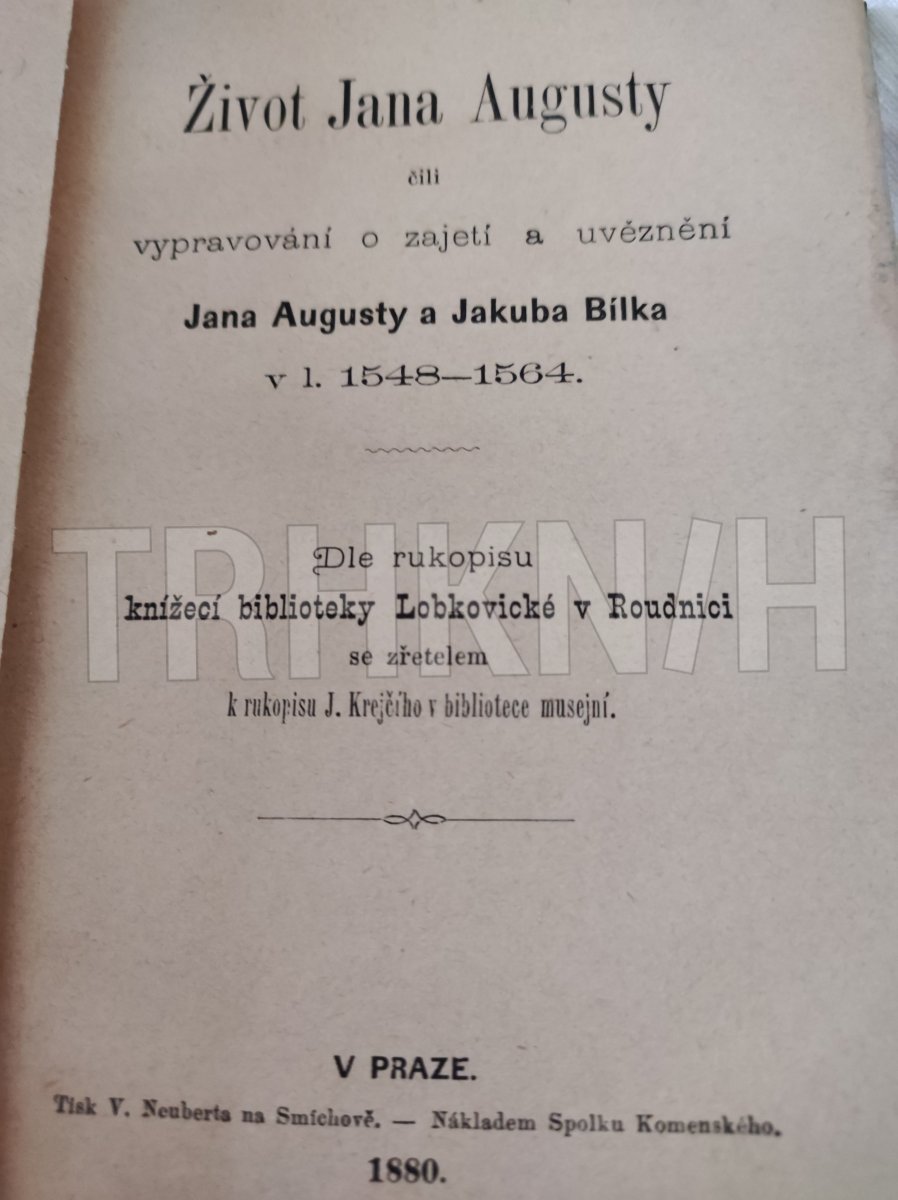 Život Jana Augusty
čili
vypravování o zajetí a uvěznění
Jana Augusty a Jakuba Bílka
v l. 1548—1564.
TRHKNIH
Dle rukopisu
knížecí biblioteky Lobkovické v Roudnici
se zřetelem
k rukopisu J. Krejčího v bibliotece musejní.
V PRAZE.
Tisk V. Neuberta na Smíchově. — Nákladem Spolku Komenského.
1880.